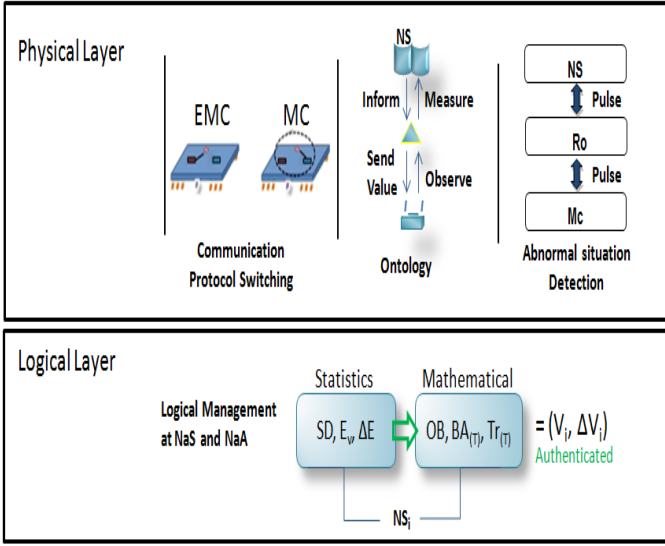 Physical Layer
EMC
MC
Communication
Protocol Switching
NS
Inform
Measure
Send
Value
Observe
Ontology
NS
Pulse
Ro
Pulse
Mc
Abnormal situation
Detection
Logical Layer
Logical Management
at NaS and NaA
Statistics
SD, Eᵥ, ΔE
Mathematical
OB, BA₍T₎, Tr₍T₎
= (Vᵢ, ΔVᵢ)
Authenticated
NSᵢ